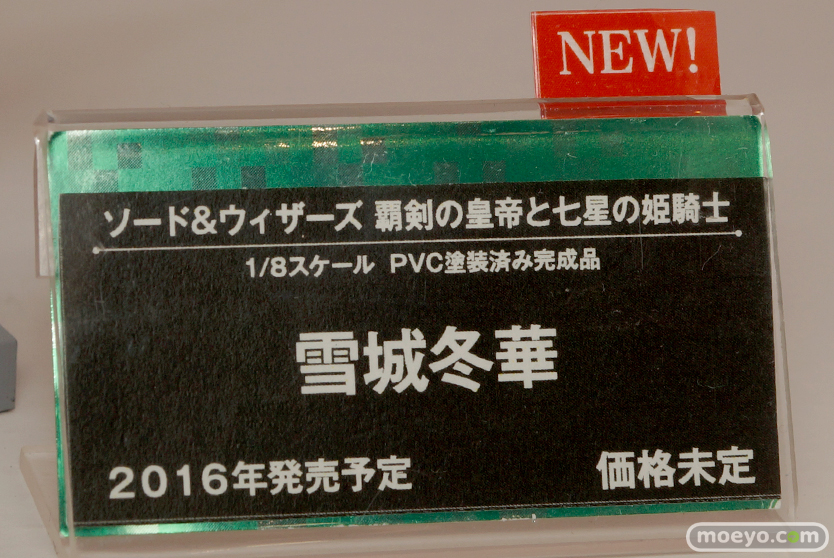 NEW!
ソード&ウィザーズ 覇剣の皇帝と七星の姫騎士
1/8スケール PVC塗装済み完成品
雪城冬華
2016年発売予定 価格未定
moeyo.com